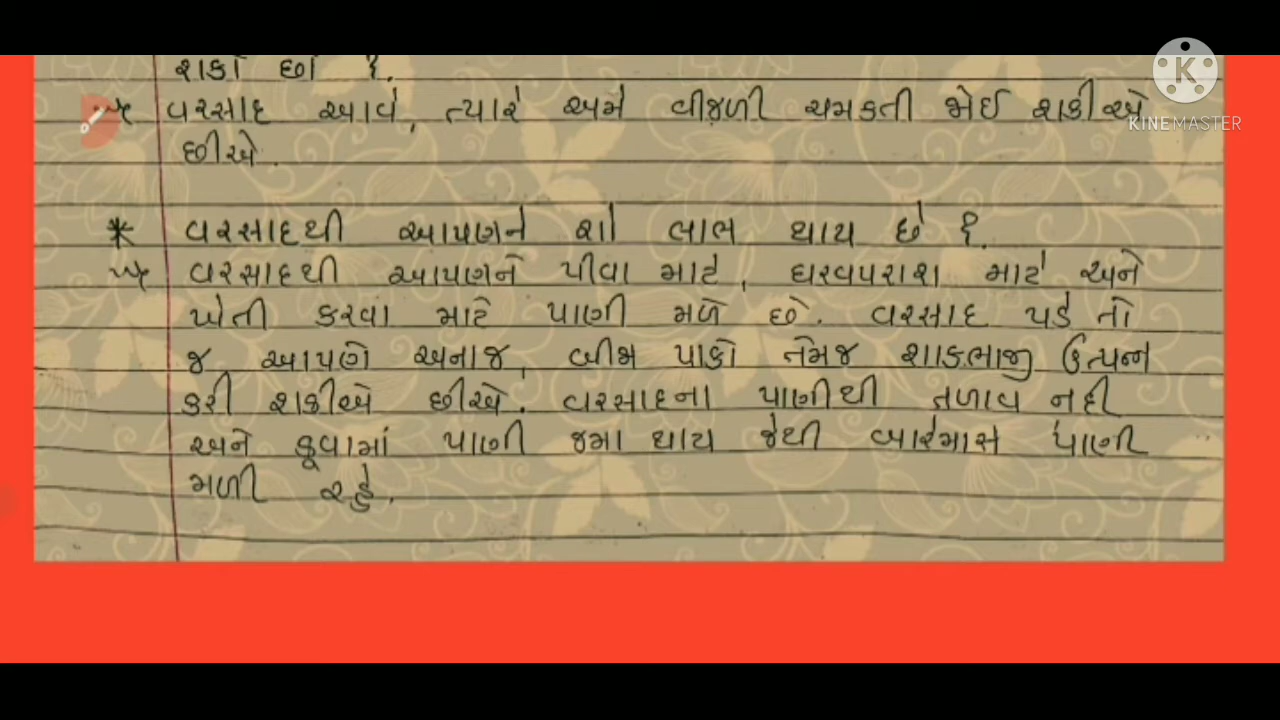 શકો છો ?.
વરસાદ આવે, ત્યારે અમે વીજળી ચમકતી જોઈ શકીએ
છીએ.
* વરસાદથી આપણને શો લાભ થાય છે ?.
વરસાદથી આપણને પીવા માટે, ઘરવપરાશ માટે અને
ખેતી કરવા માટે પાણી મળે છે. વરસાદ પડે તો
જ આપણે અનાજ, બીજા પાકો તેમજ શાકભાજી ઉત્પન્ન
કરી શકીએ છીએ. વરસાદના પાણીથી તળાવ નદી
અને કૂવામાં પાણી જમા થાય જેથી બારેમાસ પાણી
મળી રહે.
K
KINEMASTER